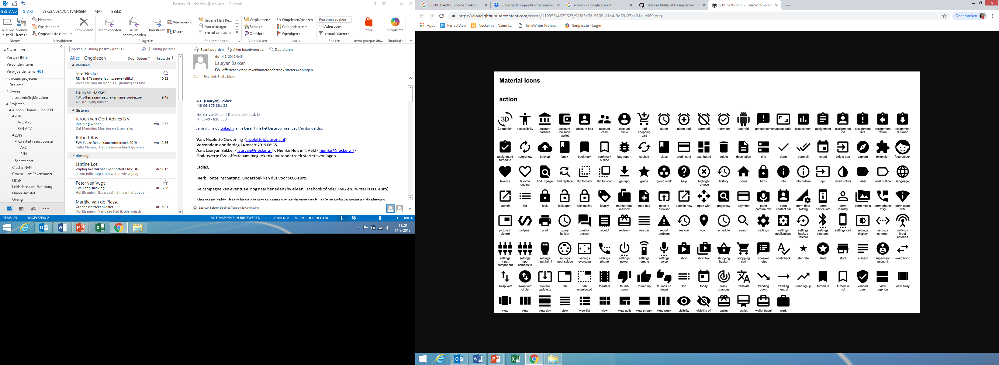 Postvak IN - elsemiek@necker.nl - Outlook
BESTAND START VERZENDEN/ONTVANGEN MAP BEELD
Nieuwe e-mail
Nieuwe items
Nieuw
Negeren
Opschonen
Ongewenste e-mail
Verwijderen
Verwijderen
Beantwoorden
Allen beantwoorden
Doorsturen
Vergadering
Meer
Reageren
Groene Hart Re...
Aan manager
E-mail aan team
Snelle stappen
Verplaatsen
Regels
OneNote
Verplaatsen
Ongelezen/gelezen
Categoriseren
Opvolgen
Labels
Personen zoeken
Adresboek
E-mail filteren
Zoeken
Store
Invoegtoepassin...
Simplicate
Simplicate
Favorieten
Postvak IN 2
Verzonden items
Verwijderde items 401
Archief projecten
Declamail
Overig
Perso(o)n(e)l(ijk)e zaken
Projecten
Alphen Chaam - Baarle N...
2018
A/C APV
B/N APV
2019
Kwaliteit raadsvoorstel...
A/C
B/N
Secretariaat
Cluster NvN
Groene Hart Rekenkamer
HDSR
Leidschendam-Voorburg
Ouder-Amstel
Overig
Zoeken in Huidig postvak (Ctrl+E) Huidig postvak
Alles Ongelezen Door Datum Nieuwste
Vandaag
Staf Necker
RE: NvN-Teamoverleg (tweewekelijks) 10:52
Weet Lauryan hiervan? J.C. (Jantine) Los MSc
Lauryan Bakker
FW: offerteaanvraag rekenkameronderzoe... 9:46
A.L. (Lauryan) Bakker
Gisteren
Jeroen van Oort Advies B.V.
inleiding wonen wo 12:37
Dat Marjolijn, Maarten en Elsemieke,
Robert Ros
FW: Keuze Rekenkameronderzoek 2019 wo 12:36
Hallo Marijke, Het presidium heeft gisteren
dinsdag
Jantine Los
Vrijdag beschikbaar voor offerte Rkc HNL di 17:12
Ik zou jullie nog laten weten wie vrijdag
Peter van Vugt
FW: Kennismaking di 16:38
Hoi Elsemiek, Ik vergeet het naar het goede
Marijke van de Plasse
Groene Hartrekenkamer di 15:01
Hoi Elsemiek, Vandaag had ik telefonisch
Beantwoorden Allen beantwoorden Doorsturen
do 14-3-2019 9:46
Lauryan Bakker
FW: offerteaanvraag rekenkameronderzoek starterswoningen
Aan Elsemiek Smits-Muis
A.L. (Lauryan) Bakker
[M] 06-175 891 83
Necker van Naem | Democratie maak je.
[T] 0343 - 820 380
Je vindt me op LinkedIn, en je bereikt me het beste op maandag t/m donderdag.
Van: Nicolette Ouwerling <nicolette@citisens.nl>
Verzonden: donderdag 14 maart 2019 08:36
Aan: Lauryan Bakker <lauryan@necker.nl>; Nienke Huis in 't Veld <nienke@necker.nl>
Onderwerp: FW: offerteaanvraag rekenkameronderzoek starterswoningen
Ladies,
Hierbij onze inschatting. Onderzoek kan dus voor 5000 euro.
De campagne kan eventueel nog naar beneden (bv alleen Facebook zónder TMG en Twitter is 600 euro).
Algemeen geldt.. het is lastig om iets te zeggen over de respons bij zo'n specifieke vraag en doelgroep
Lauryan Bakker DoeMee Toezicht & Handhaving
ITEMS: 25 ONGELEZEN: 2 ALLE MAPPEN ZIJN BIJGEWERKT. VERBONDEN MET: MICROSOFT EXCHANGE 100 %
11:28
14-3-2019
vlucht ek420 - Google zoeken
2. Vergaderingen Programmaraa
iconen - Google zoeken
Release Material Design Icons - g
91f05e76-5603-11e4-9d59-27aa0
https://cloud.githubusercontent.com/assets/110953/4679627/91f05e76-5603-11e4-9d59-27aa01e1c669.png
Onderbroken
Apps PerfectView Necker van Naem I... TimeWriter Professi... Simplicate - Login
Material Icons
action
3D
3d rotation accessibility account balance account balance wallet account box account child account circle add shopping cart alarm alarm add alarm off alarm on android announcement aspect ratio assessment assignment assignment ind assignment late assignment return assignment returned
assignment turned in autorenew backup book bookmark bookmark outline bug report cached class credit card dashboard delete description dns done done all event exit to app explore extension face unlock
favorite favorite outline find in page find replace flip to back flip to front get app grade group work help highlight remove history home https info info outline input invert colors label label outline language
launch list lock lock open lock outline loyalty markunread mailbox note add open in browser open in new open with pageview payment perm camera mic perm contact cal perm data setting perm device info perm identity perm media perm phone msg perm scan wifi
picture in picture polymer print query builder question answer receipt redeem reorder report problem restore room schedule search settings settings applications settings backup restore settings bluetooth settings cell settings display settings ethernet settings input antenna
settings input component settings input composite settings input hdmi settings input svideo settings overscan settings phone settings power settings remote settings voice shop shop two shopping basket shopping cart speaker notes spellcheck star rate stars store subject supervisor account swap horiz
swap vert swap vert circle system update tv tab tab unselected theaters thumb down thumb up thumbs up down toc today track changes translate trending down trending neutral trending up turned in turned in not verified user view agenda view array
view view view day view view list view view quilt view stream view week visibility visibility off wallet wallet wallet travel work